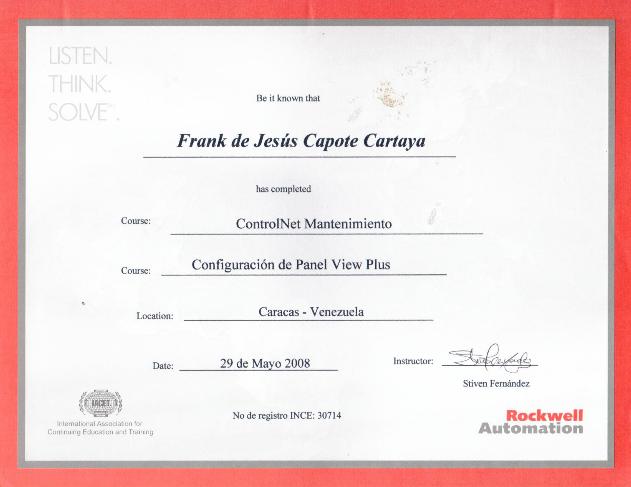 LISTEN.
THINK.
SOLVE℠.
Be it known that
Frank de Jesús Capote Cartaya
has completed
Course: ControlNet Mantenimiento
Course: Configuración de Panel View Plus
Location: Caracas - Venezuela
Date: 29 de Mayo 2008
Instructor:
Stiven Fernández
IACET
International Association for
Continuing Education and Training
No de registro INCE: 30714
Rockwell
Automation